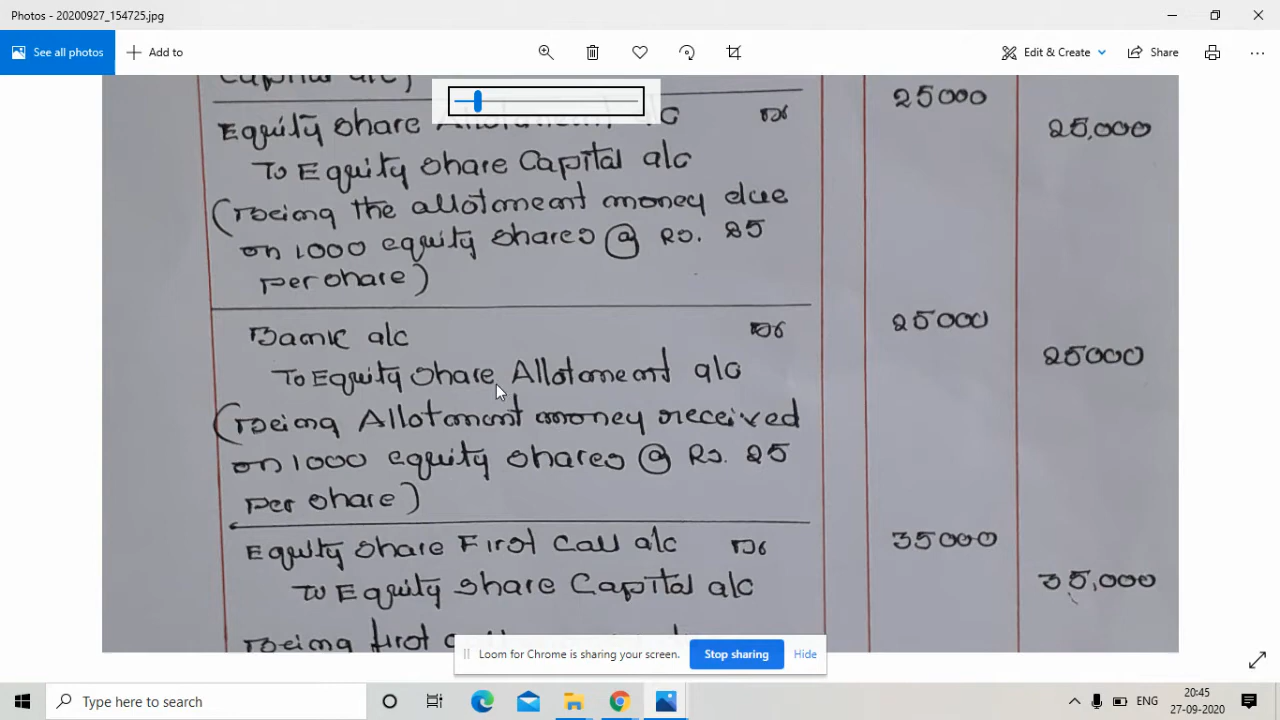 Photos - 20200927_154725.jpg
See all photos
Add to
Edit & Create
Share
Capital a/c)
25000
Equity Share Allotment a/c Dr
25,000
To Equity Share Capital a/c
(Being the allotment money due
on 1000 equity shares @ Rs. 25
Per share)
Bank a/c Dr
25000
To Equity Share Allotment a/c
25000
(Being Allotment money received
on 1000 equity shares @ Rs. 25
Per share)
Equity Share First Call a/c Dr
35000
To Equity Share Capital a/c
35,000
Being first
Loom for Chrome is sharing your screen.
Stop sharing
Hide
Type here to search
ENG
20:45
27-09-2020